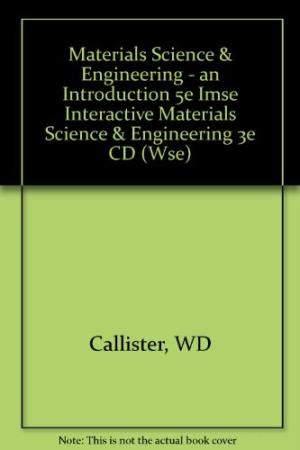 Materials Science &
Engineering - an
Introduction 5e Imse
Interactive Materials
Science & Engineering 3e
CD (Wse)
Callister, WD
Note: This is not the actual book cover